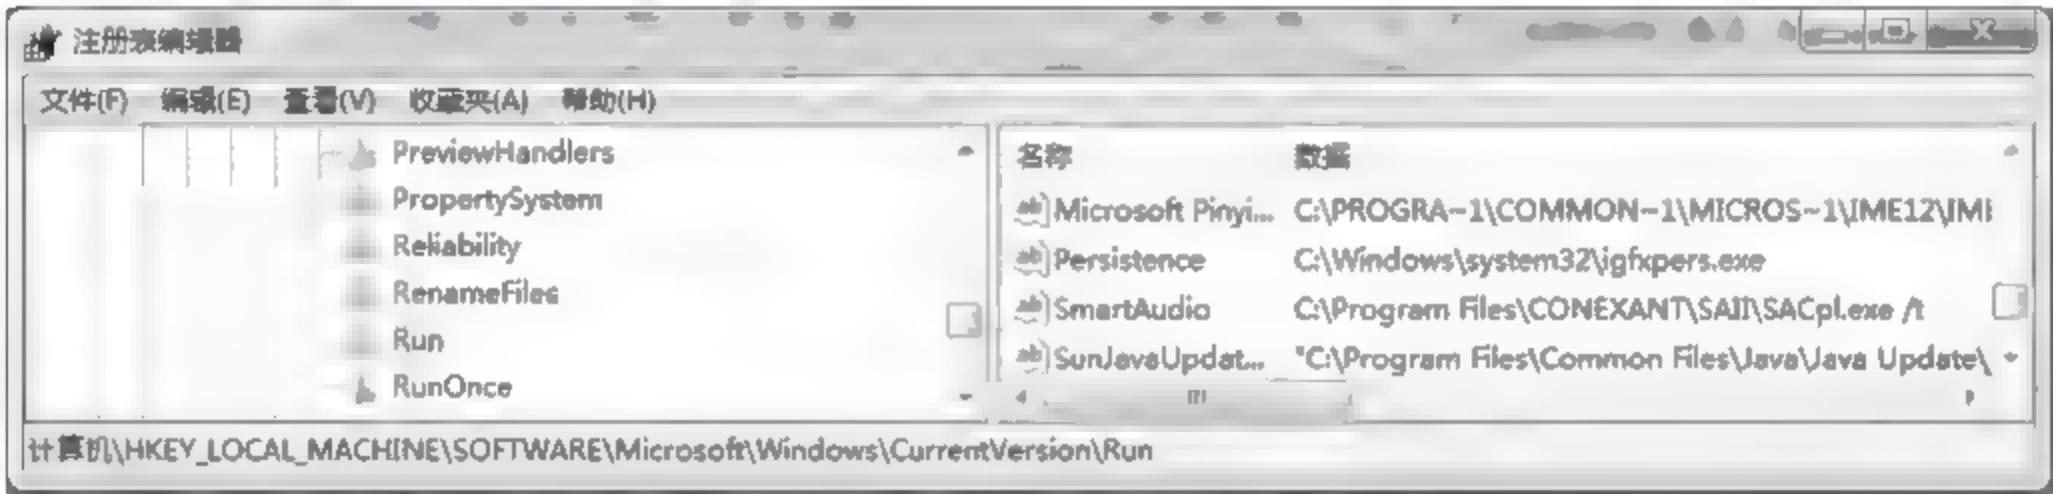 注册表编辑器
文件(F) 编辑(E) 查看(V) 收藏夹(A) 帮助(H)
PreviewHandlers
PropertySystem
Reliability
RenameFiles
Run
RunOnce
名称 数据
Microsoft Pinyi... C:\PROGRA~1\COMMON~1\MICROS~1\IME12\IMI
Persistence C:\Windows\system32\igfxpers.exe
SmartAudio C:\Program Files\CONEXANT\SAII\SACpl.exe /t
SunJavaUpdat... "C:\Program Files\Common Files\Java\Java Update\
计算机\HKEY_LOCAL_MACHINE\SOFTWARE\Microsoft\Windows\CurrentVersion\Run